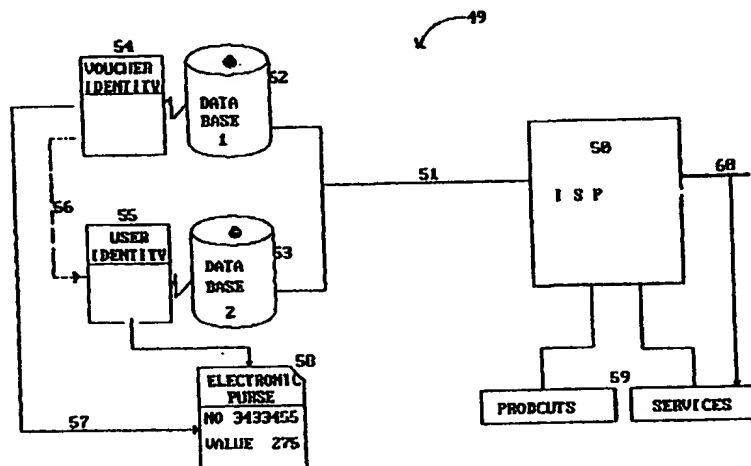 49
54
VOUCHER
IDENTITY
52
DATA
BASE
1
50
I S P
60
51
56
55
USER
IDENTITY
53
DATA
BASE
2
58
ELECTRONIC
PURSE
NO 3433455
VALUE 275
57
59
PRODCUTS
SERVICES